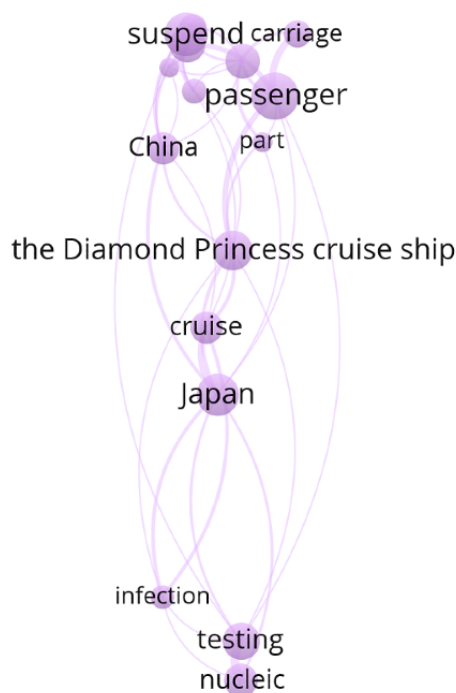 suspend
carriage
passenger
part
China
the Diamond Princess cruise ship
cruise
Japan
infection
testing
nucleic